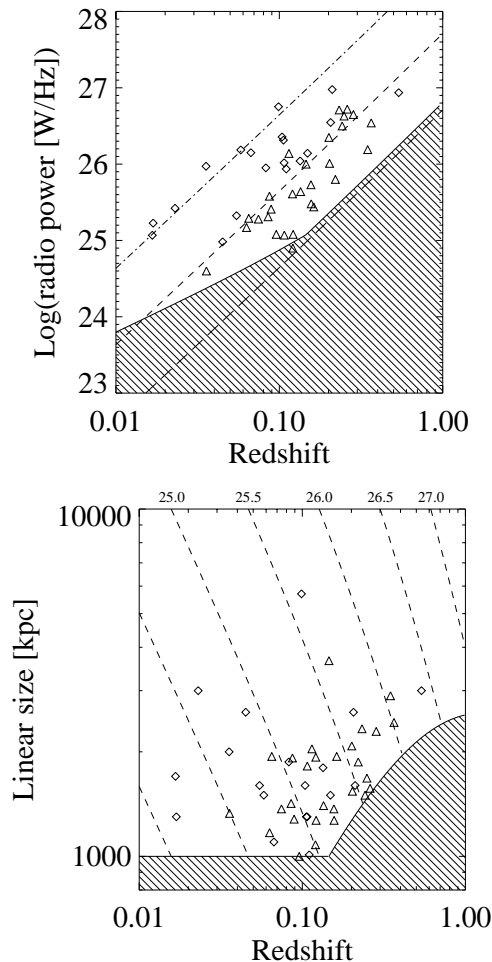 28
27
26
25
24
23
Log(radio power [W/Hz])
0.01 0.10 1.00
Redshift
25.0 25.5 26.0 26.5 27.0
10000
1000
Linear size [kpc]
0.01 0.10 1.00
Redshift